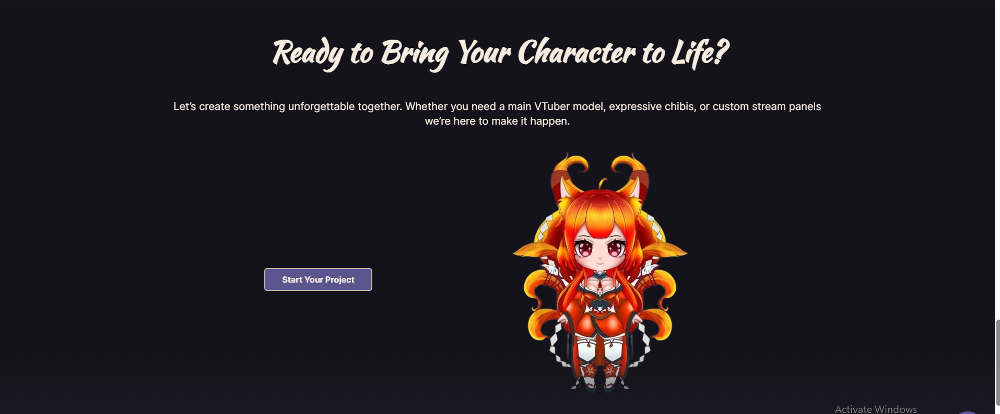 Ready to Bring Your Character to Life?
Let’s create something unforgettable together. Whether you need a main VTuber model, expressive chibis, or custom stream panels
we’re here to make it happen.
Start Your Project
Activate Windows